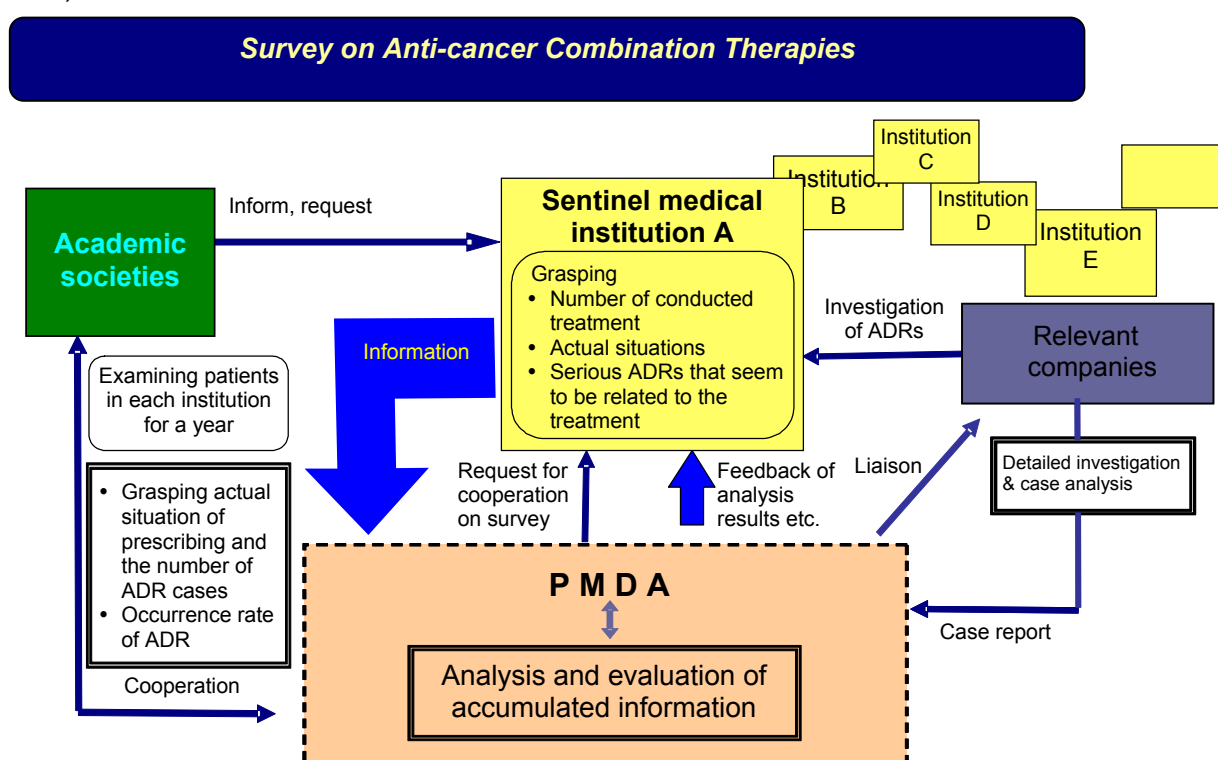 Survey on Anti-cancer Combination Therapies
Academic
societies
Inform, request
Sentinel medical
institution A
Grasping
• Number of conducted
treatment
• Actual situations
• Serious ADRs that seem
to be related to the
treatment
Institution
B
Institution
C
Institution
D
Institution
E
Investigation
of ADRs
Relevant
companies
Information
Examining patients
in each institution
for a year
• Grasping actual
situation of
prescribing and
the number of
ADR cases
• Occurrence rate
of ADR
Cooperation
Request for
cooperation
on survey
Feedback of
analysis
results etc.
Liaison
Detailed investigation
& case analysis
Case report
P M D A
Analysis and evaluation of
accumulated information